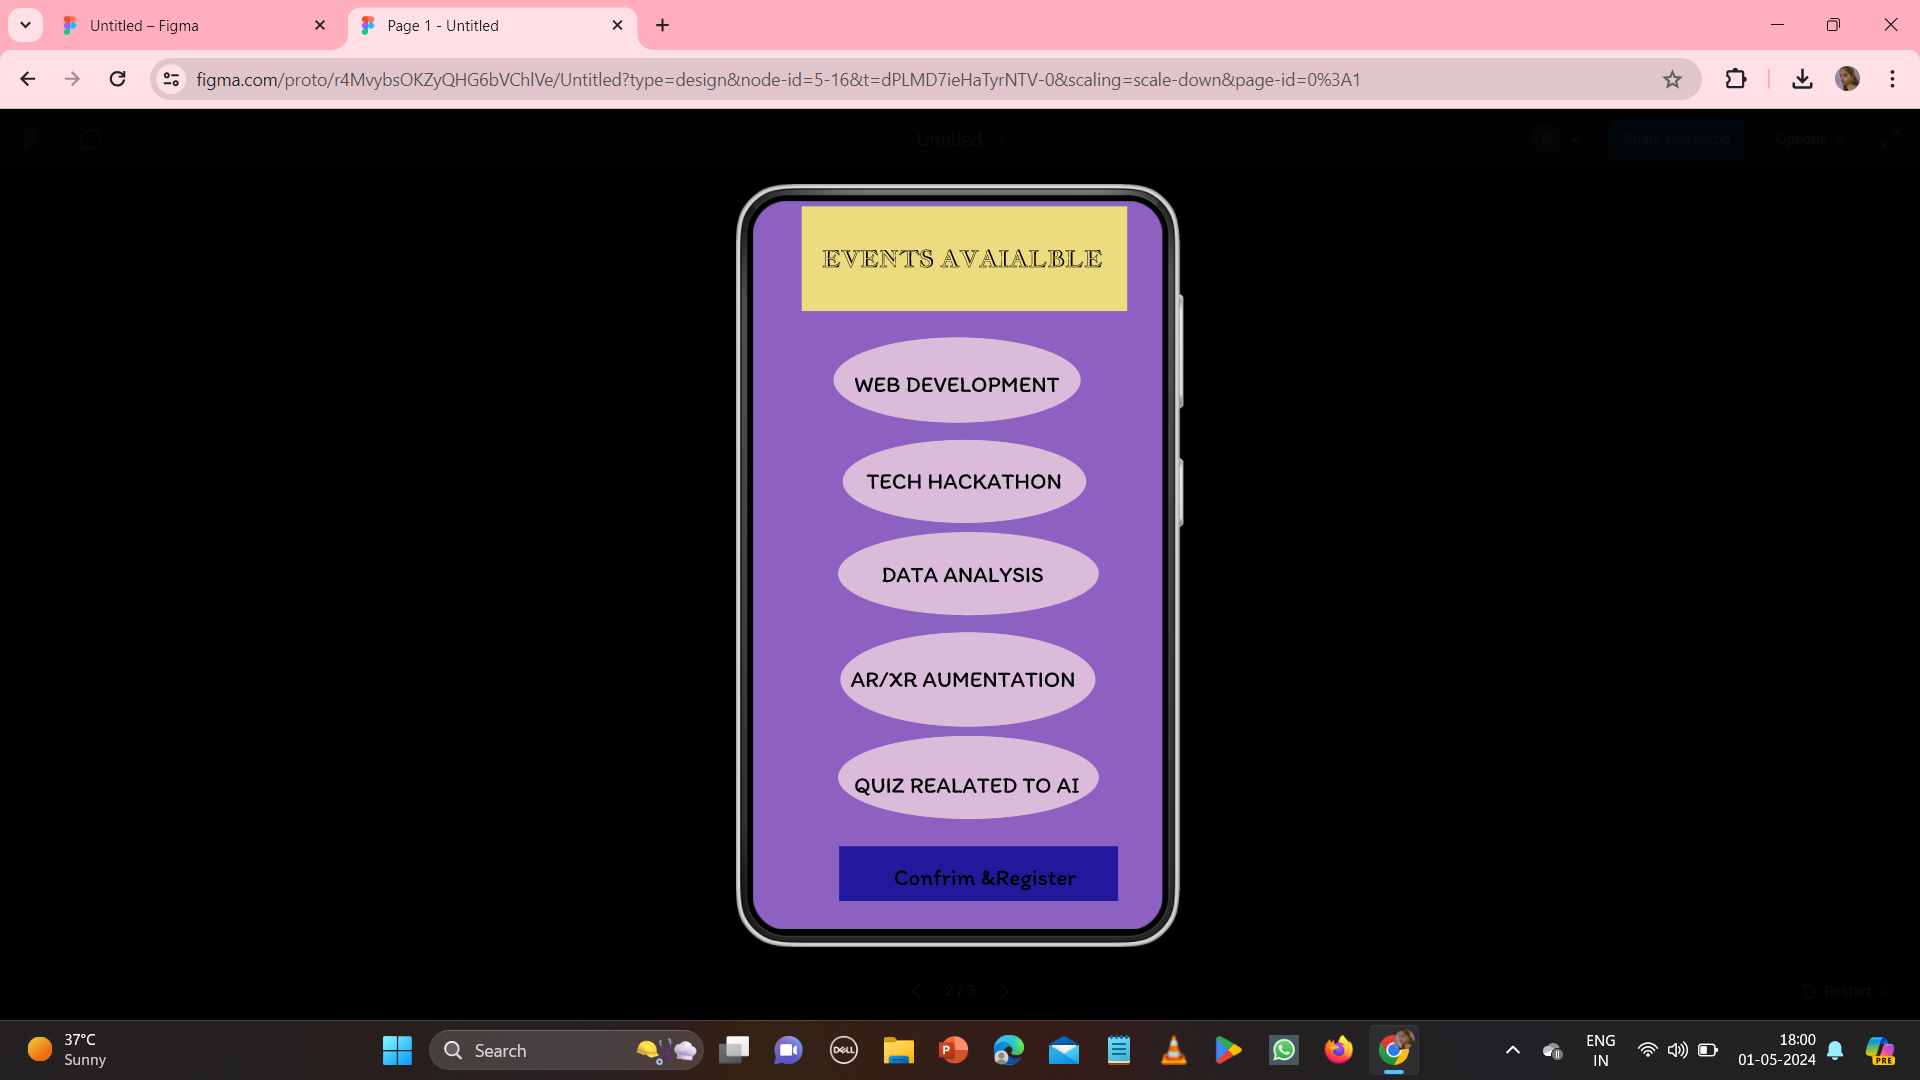 Untitled – Figma
Page 1 - Untitled
figma.com/proto/r4MvybsOKZyQHG6bVChlVe/Untitled?type=design&node-id=5-16&t=dPLMD7ieHaTyrNTV-0&scaling=scale-down&page-id=0%3A1
Untitled
R
Share prototype
Options
EVENTS AVAIALBLE
WEB DEVELOPMENT
TECH HACKATHON
DATA ANALYSIS
AR/XR AUMENTATION
QUIZ REALATED TO AI
Confrim &Register
2 / 3
Restart R
37°C
Sunny
Search
DELL
P
ENG
IN
18:00
01-05-2024
PRE